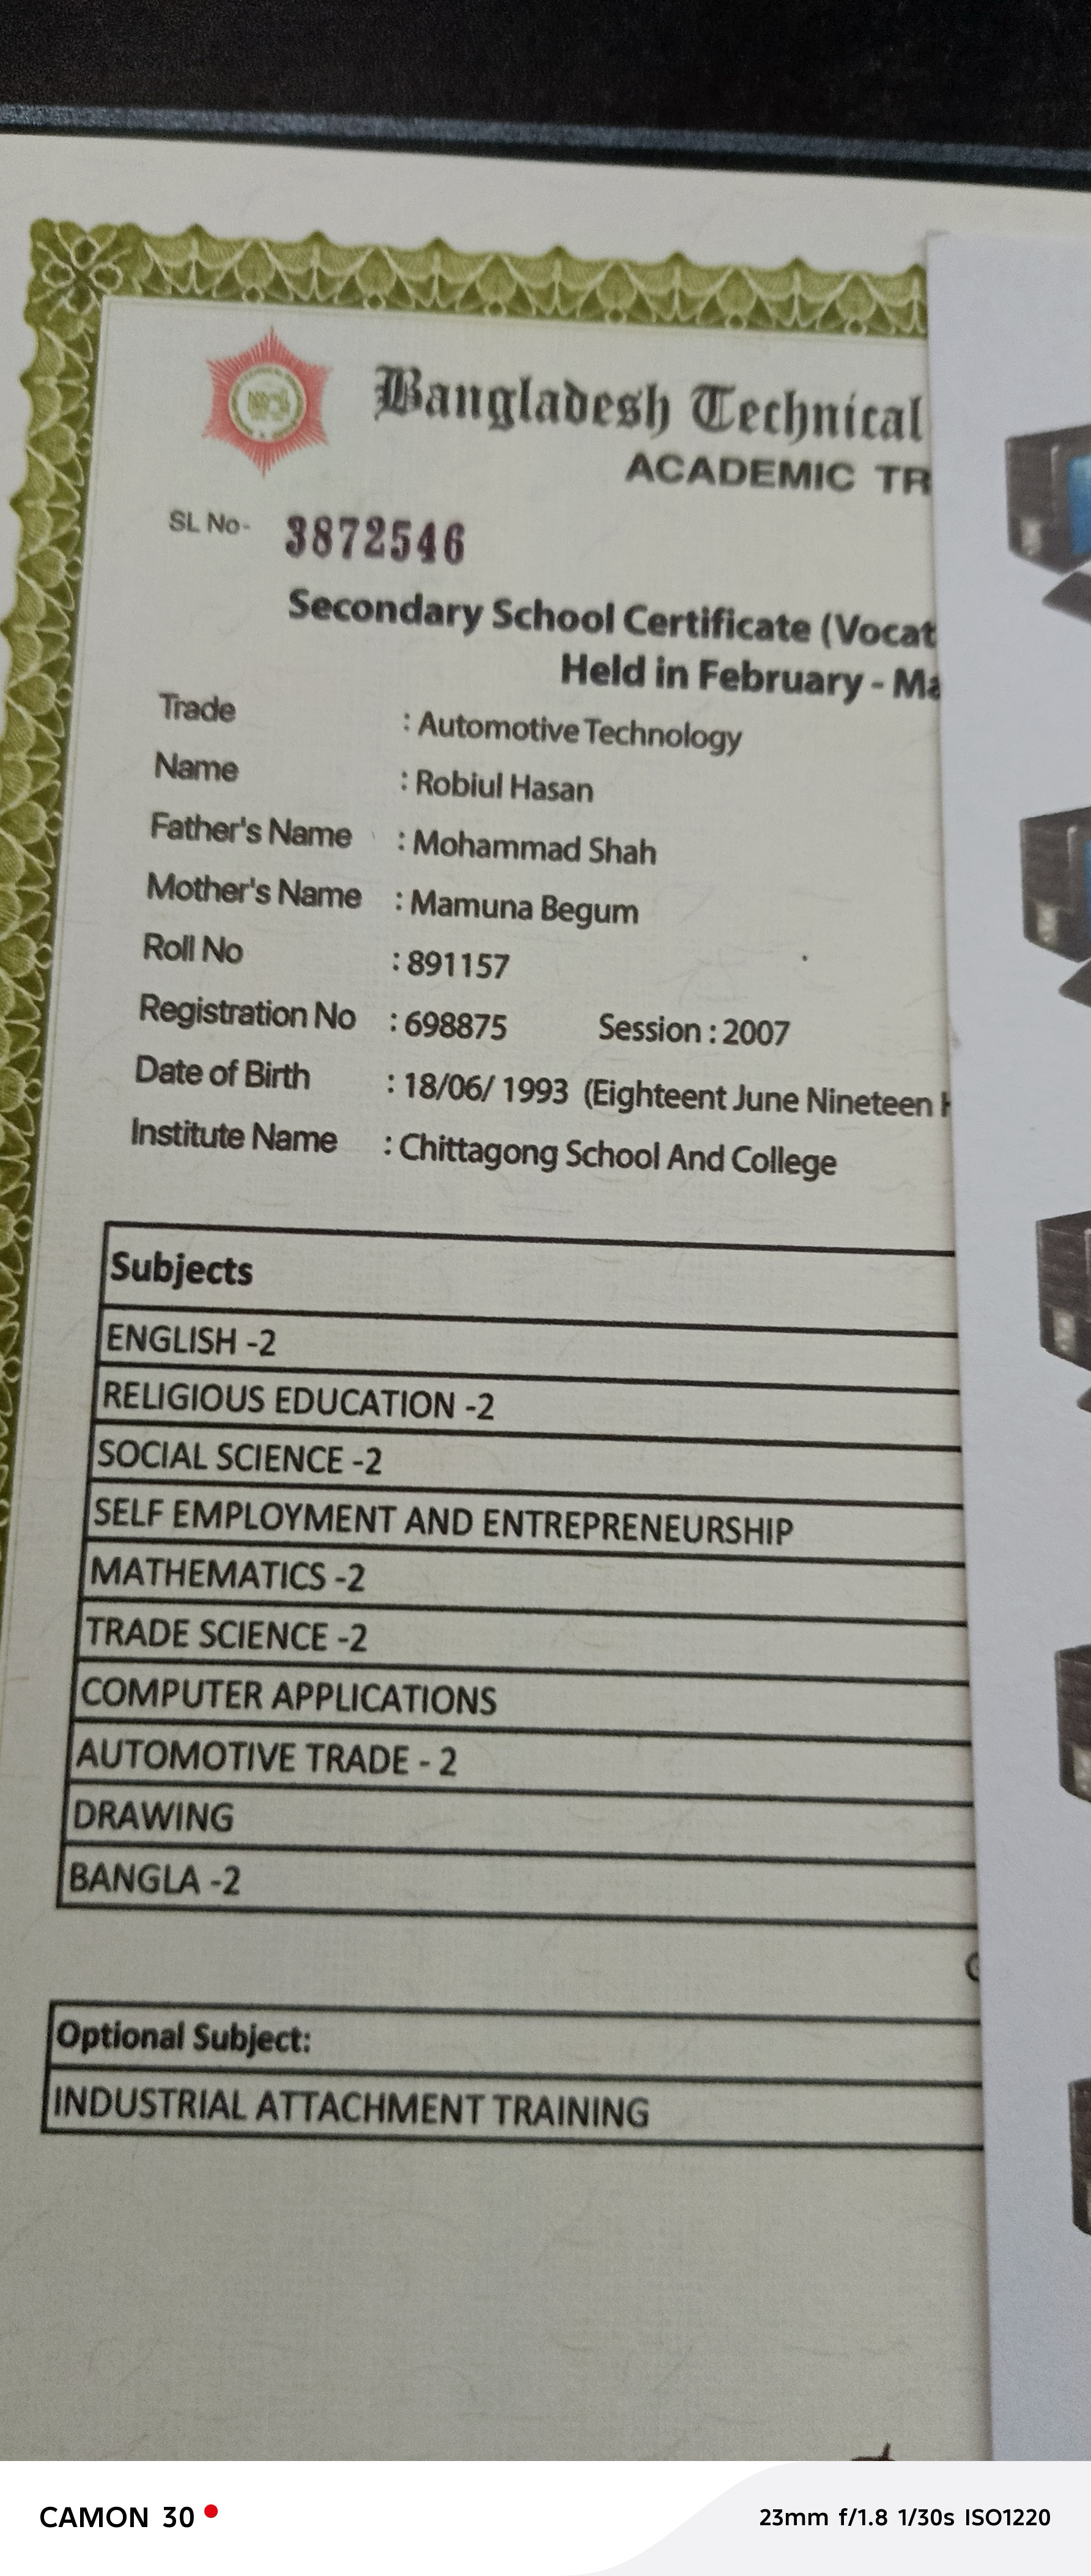 Bangladesh Technical
ACADEMIC TR
SL No- 3872546
Secondary School Certificate (Vocat
Held in February - Ma
Trade : Automotive Technology
Name : Robiul Hasan
Father's Name : Mohammad Shah
Mother's Name : Mamuna Begum
Roll No : 891157
Registration No : 698875 Session : 2007
Date of Birth : 18/06/ 1993 (Eighteent June Nineteen
Institute Name : Chittagong School And College
Subjects
ENGLISH -2
RELIGIOUS EDUCATION -2
SOCIAL SCIENCE -2
SELF EMPLOYMENT AND ENTREPRENEURSHIP
MATHEMATICS -2
TRADE SCIENCE -2
COMPUTER APPLICATIONS
AUTOMOTIVE TRADE - 2
DRAWING
BANGLA -2
Optional Subject:
INDUSTRIAL ATTACHMENT TRAINING
CAMON 30
23mm f/1.8 1/30s ISO1220